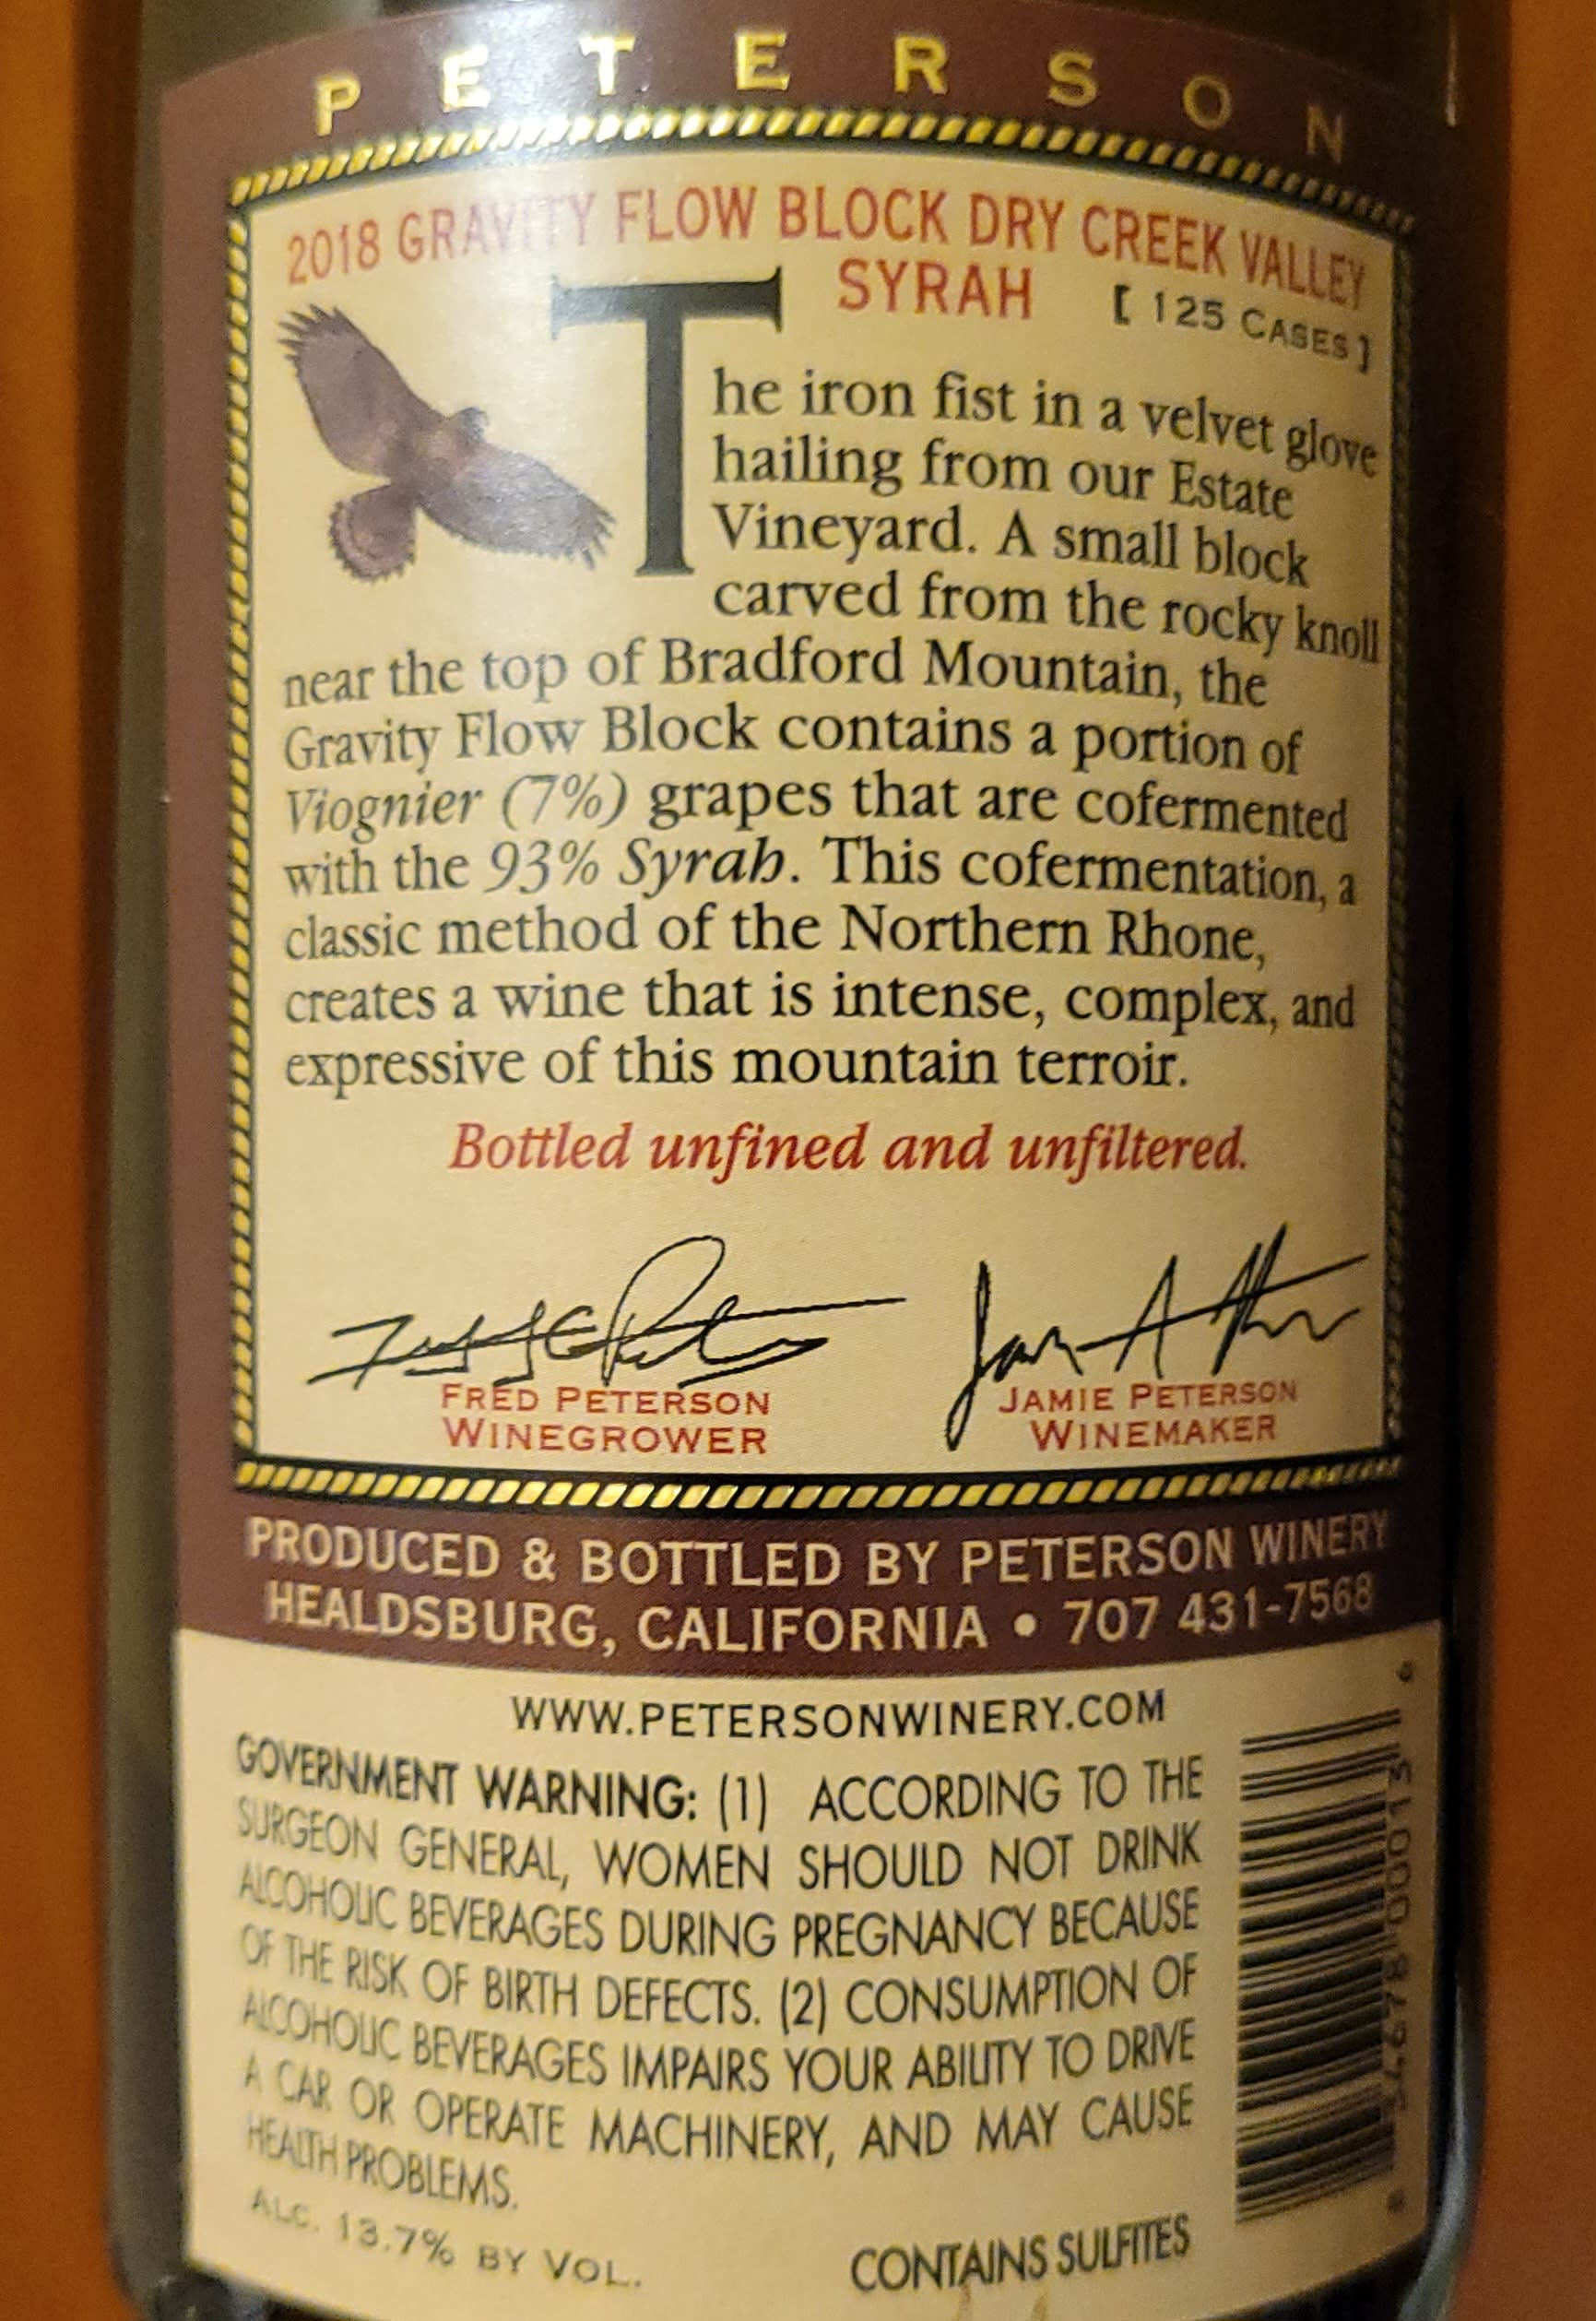 PETERSON
2018 GRAVITY FLOW BLOCK DRY CREEK VALLEY
SYRAH [ 125 CASES ]
The iron fist in a velvet glove
hailing from our Estate
Vineyard. A small block
carved from the rocky knoll
near the top of Bradford Mountain, the
Gravity Flow Block contains a portion of
Viognier (7%) grapes that are cofermented
with the 93% Syrah. This cofermentation, a
classic method of the Northern Rhone,
creates a wine that is intense, complex, and
expressive of this mountain terroir.
Bottled unfined and unfiltered.
FRED PETERSON JAMIE PETERSON
WINEGROWER WINEMAKER
PRODUCED & BOTTLED BY PETERSON WINERY
HEALDSBURG, CALIFORNIA • 707 431-7568
WWW.PETERSONWINERY.COM
GOVERNMENT WARNING: (1) ACCORDING TO THE
SURGEON GENERAL, WOMEN SHOULD NOT DRINK
ALCOHOLIC BEVERAGES DURING PREGNANCY BECAUSE
OF THE RISK OF BIRTH DEFECTS. (2) CONSUMPTION OF
ALCOHOLIC BEVERAGES IMPAIRS YOUR ABILITY TO DRIVE
A CAR OR OPERATE MACHINERY, AND MAY CAUSE
HEALTH PROBLEMS.
ALC. 13.7% BY VOL.
CONTAINS SULFITES